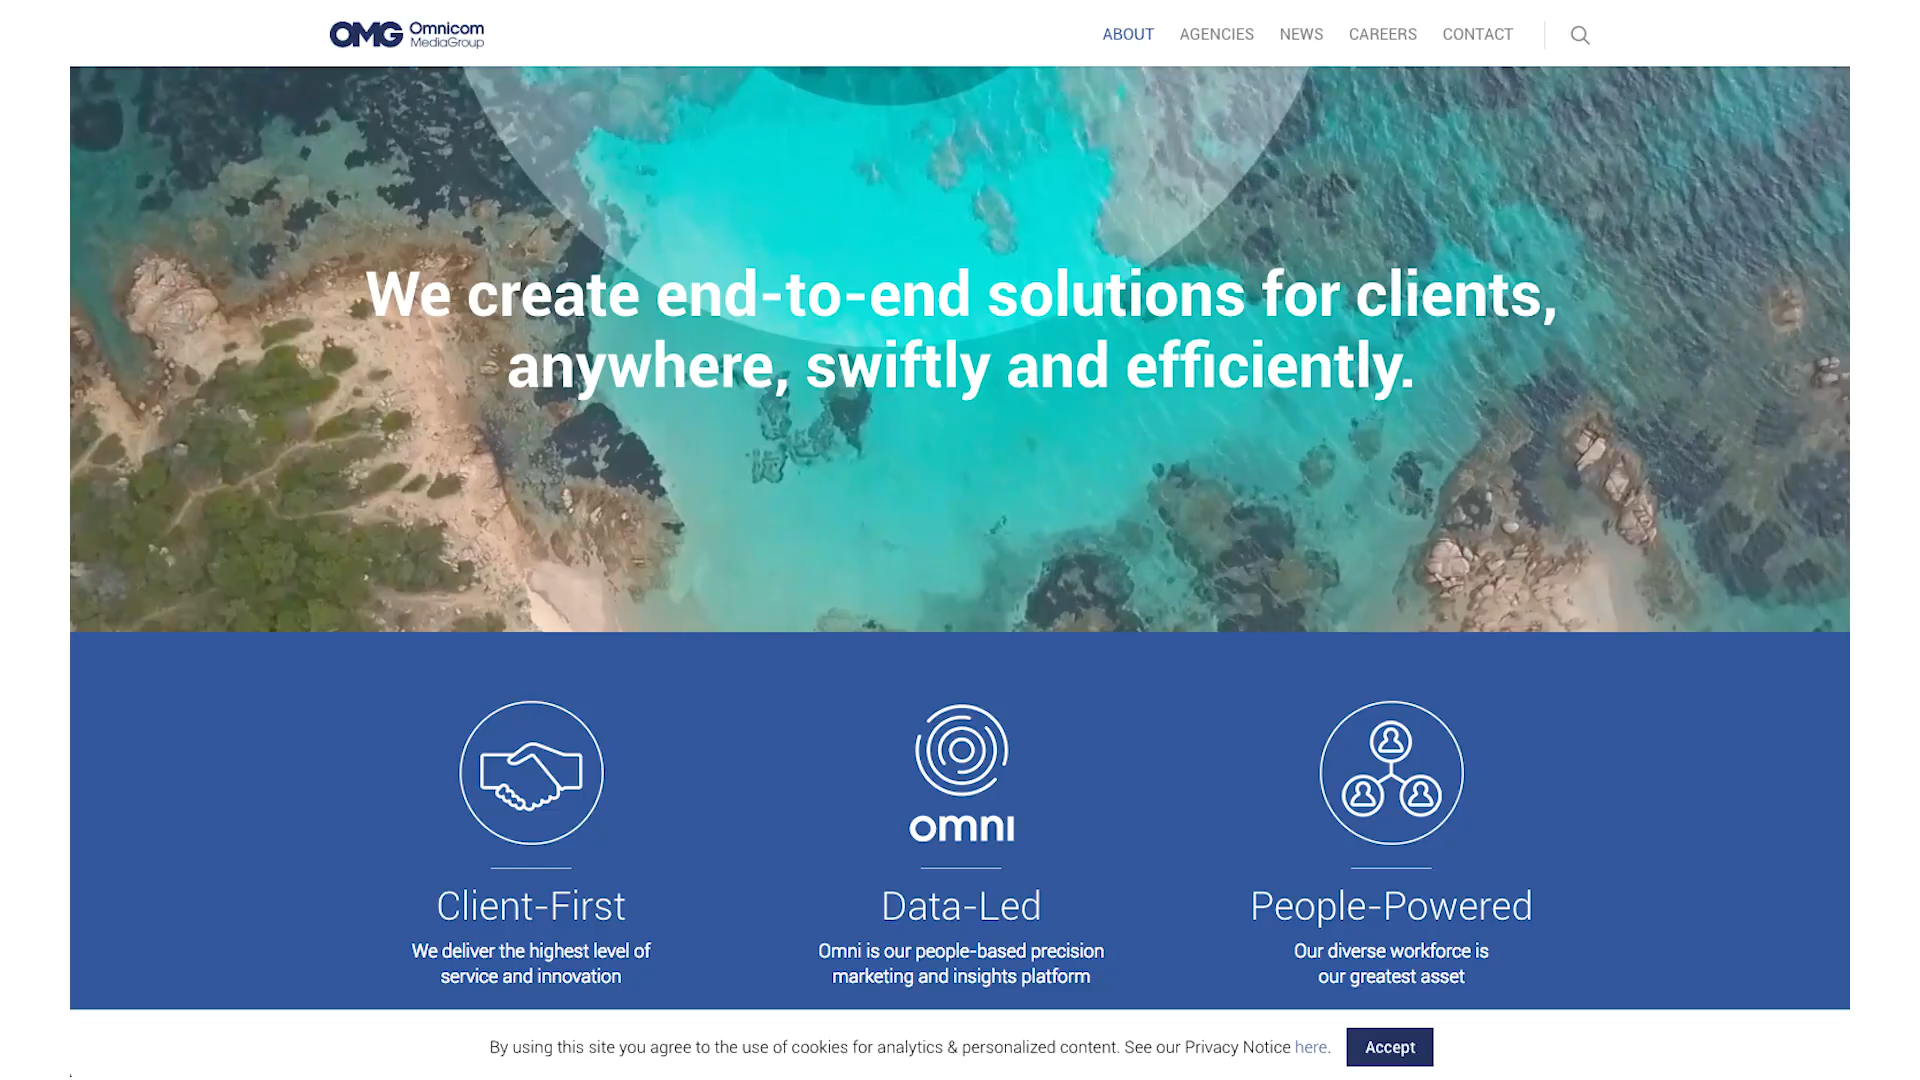 OMG Omnicom
MediaGroup
ABOUT AGENCIES NEWS CAREERS CONTACT
We create end-to-end solutions for clients,
anywhere, swiftly and efficiently.
omni
Client-First
We deliver the highest level of
service and innovation
Data-Led
Omni is our people-based precision
marketing and insights platform
People-Powered
Our diverse workforce is
our greatest asset
By using this site you agree to the use of cookies for analytics & personalized content. See our Privacy Notice here. Accept